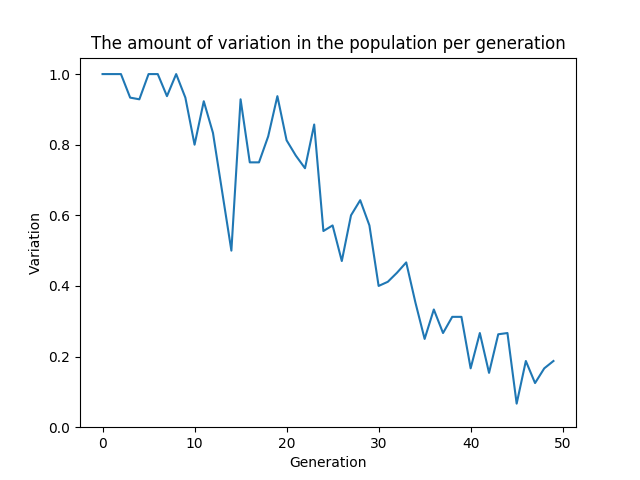 The amount of variation in the population per generation
1.0
0.8
0.6
0.4
0.2
0.0
Variation
0 10 20 30 40 50
Generation